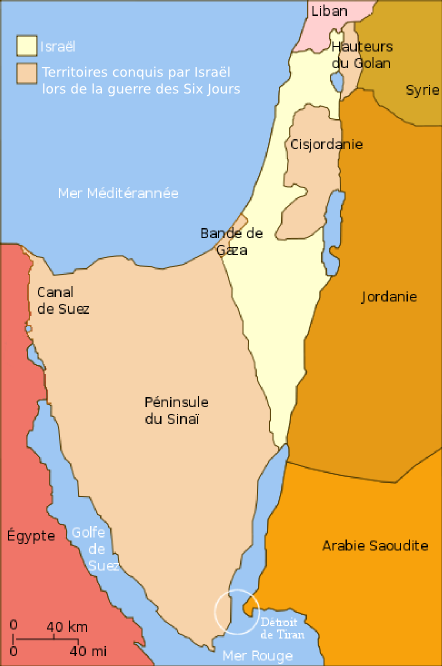 Liban
Israël
Hauteurs
du Golan
Territoires conquis par Israël
lors de la guerre des Six Jours
Syrie
Cisjordanie
Mer Méditérannée
Bande de
Gaza
Canal
de Suez
Jordanie
Péninsule
du Sinaï
Égypte
Golfe
de
Suez
Arabie Saoudite
Détroit
de Tiran
0 40 km
0 40 mi
Mer Rouge